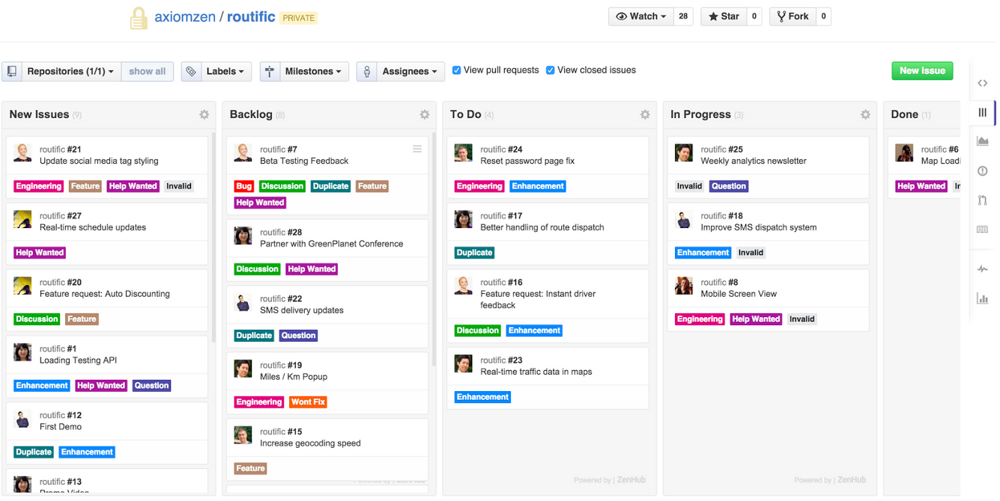 axiomzen / routific PRIVATE
Watch 28 Star 0 Fork 0
Repositories (1/1) show all Labels Milestones Assignees View pull requests View closed issues New issue
New Issues (9)
routific #21
Update social media tag styling
Engineering Feature Help Wanted Invalid
routific #27
Real-time schedule updates
Help Wanted
routific #20
Feature request: Auto Discounting
Discussion Feature
routific #1
Loading Testing API
Enhancement Help Wanted Question
routific #12
First Demo
Duplicate Enhancement
routific #13
Promo Video
Backlog (8)
routific #7
Beta Testing Feedback
Bug Discussion Duplicate Feature
Help Wanted
routific #28
Partner with GreenPlanet Conference
Discussion Help Wanted
routific #22
SMS delivery updates
Duplicate Question
routific #19
Miles / Km Popup
Engineering Wont Fix
routific #15
Increase geocoding speed
Feature
Powered by | ZenHub
To Do (4)
routific #24
Reset password page fix
Engineering Enhancement
routific #17
Better handling of route dispatch
Duplicate
routific #16
Feature request: Instant driver
feedback
Discussion Enhancement
routific #23
Real-time traffic data in maps
Enhancement
Powered by | ZenHub
In Progress (3)
routific #25
Weekly analytics newsletter
Invalid Question
routific #18
Improve SMS dispatch system
Enhancement Invalid
routific #8
Mobile Screen View
Engineering Help Wanted Invalid
Powered by | ZenHub
Done (1)
routific #6
Map Loadi
Help Wanted In